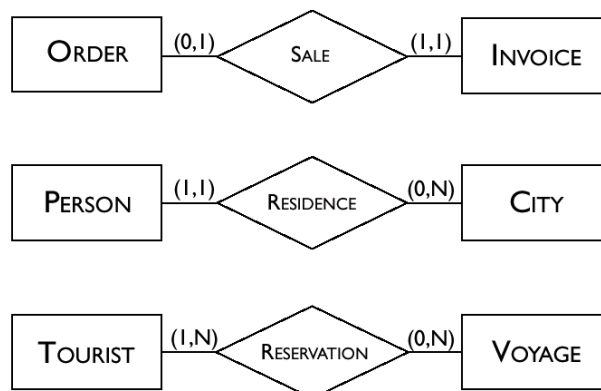 ORDER (0,1) SALE (1,1) INVOICE
PERSON (1,1) RESIDENCE (0,N) CITY
TOURIST (1,N) RESERVATION (0,N) VOYAGE